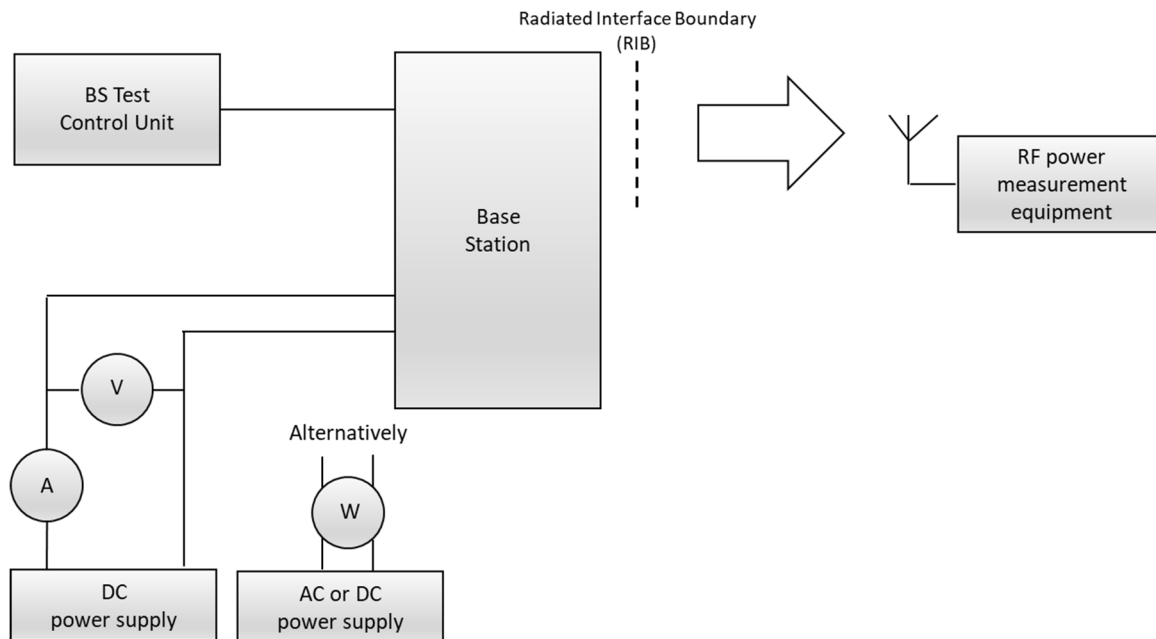 Radiated Interface Boundary
(RIB)
BS Test
Control Unit
Base
Station
RF power
measurement
equipment
V
Alternatively
A
W
DC
power supply
AC or DC
power supply